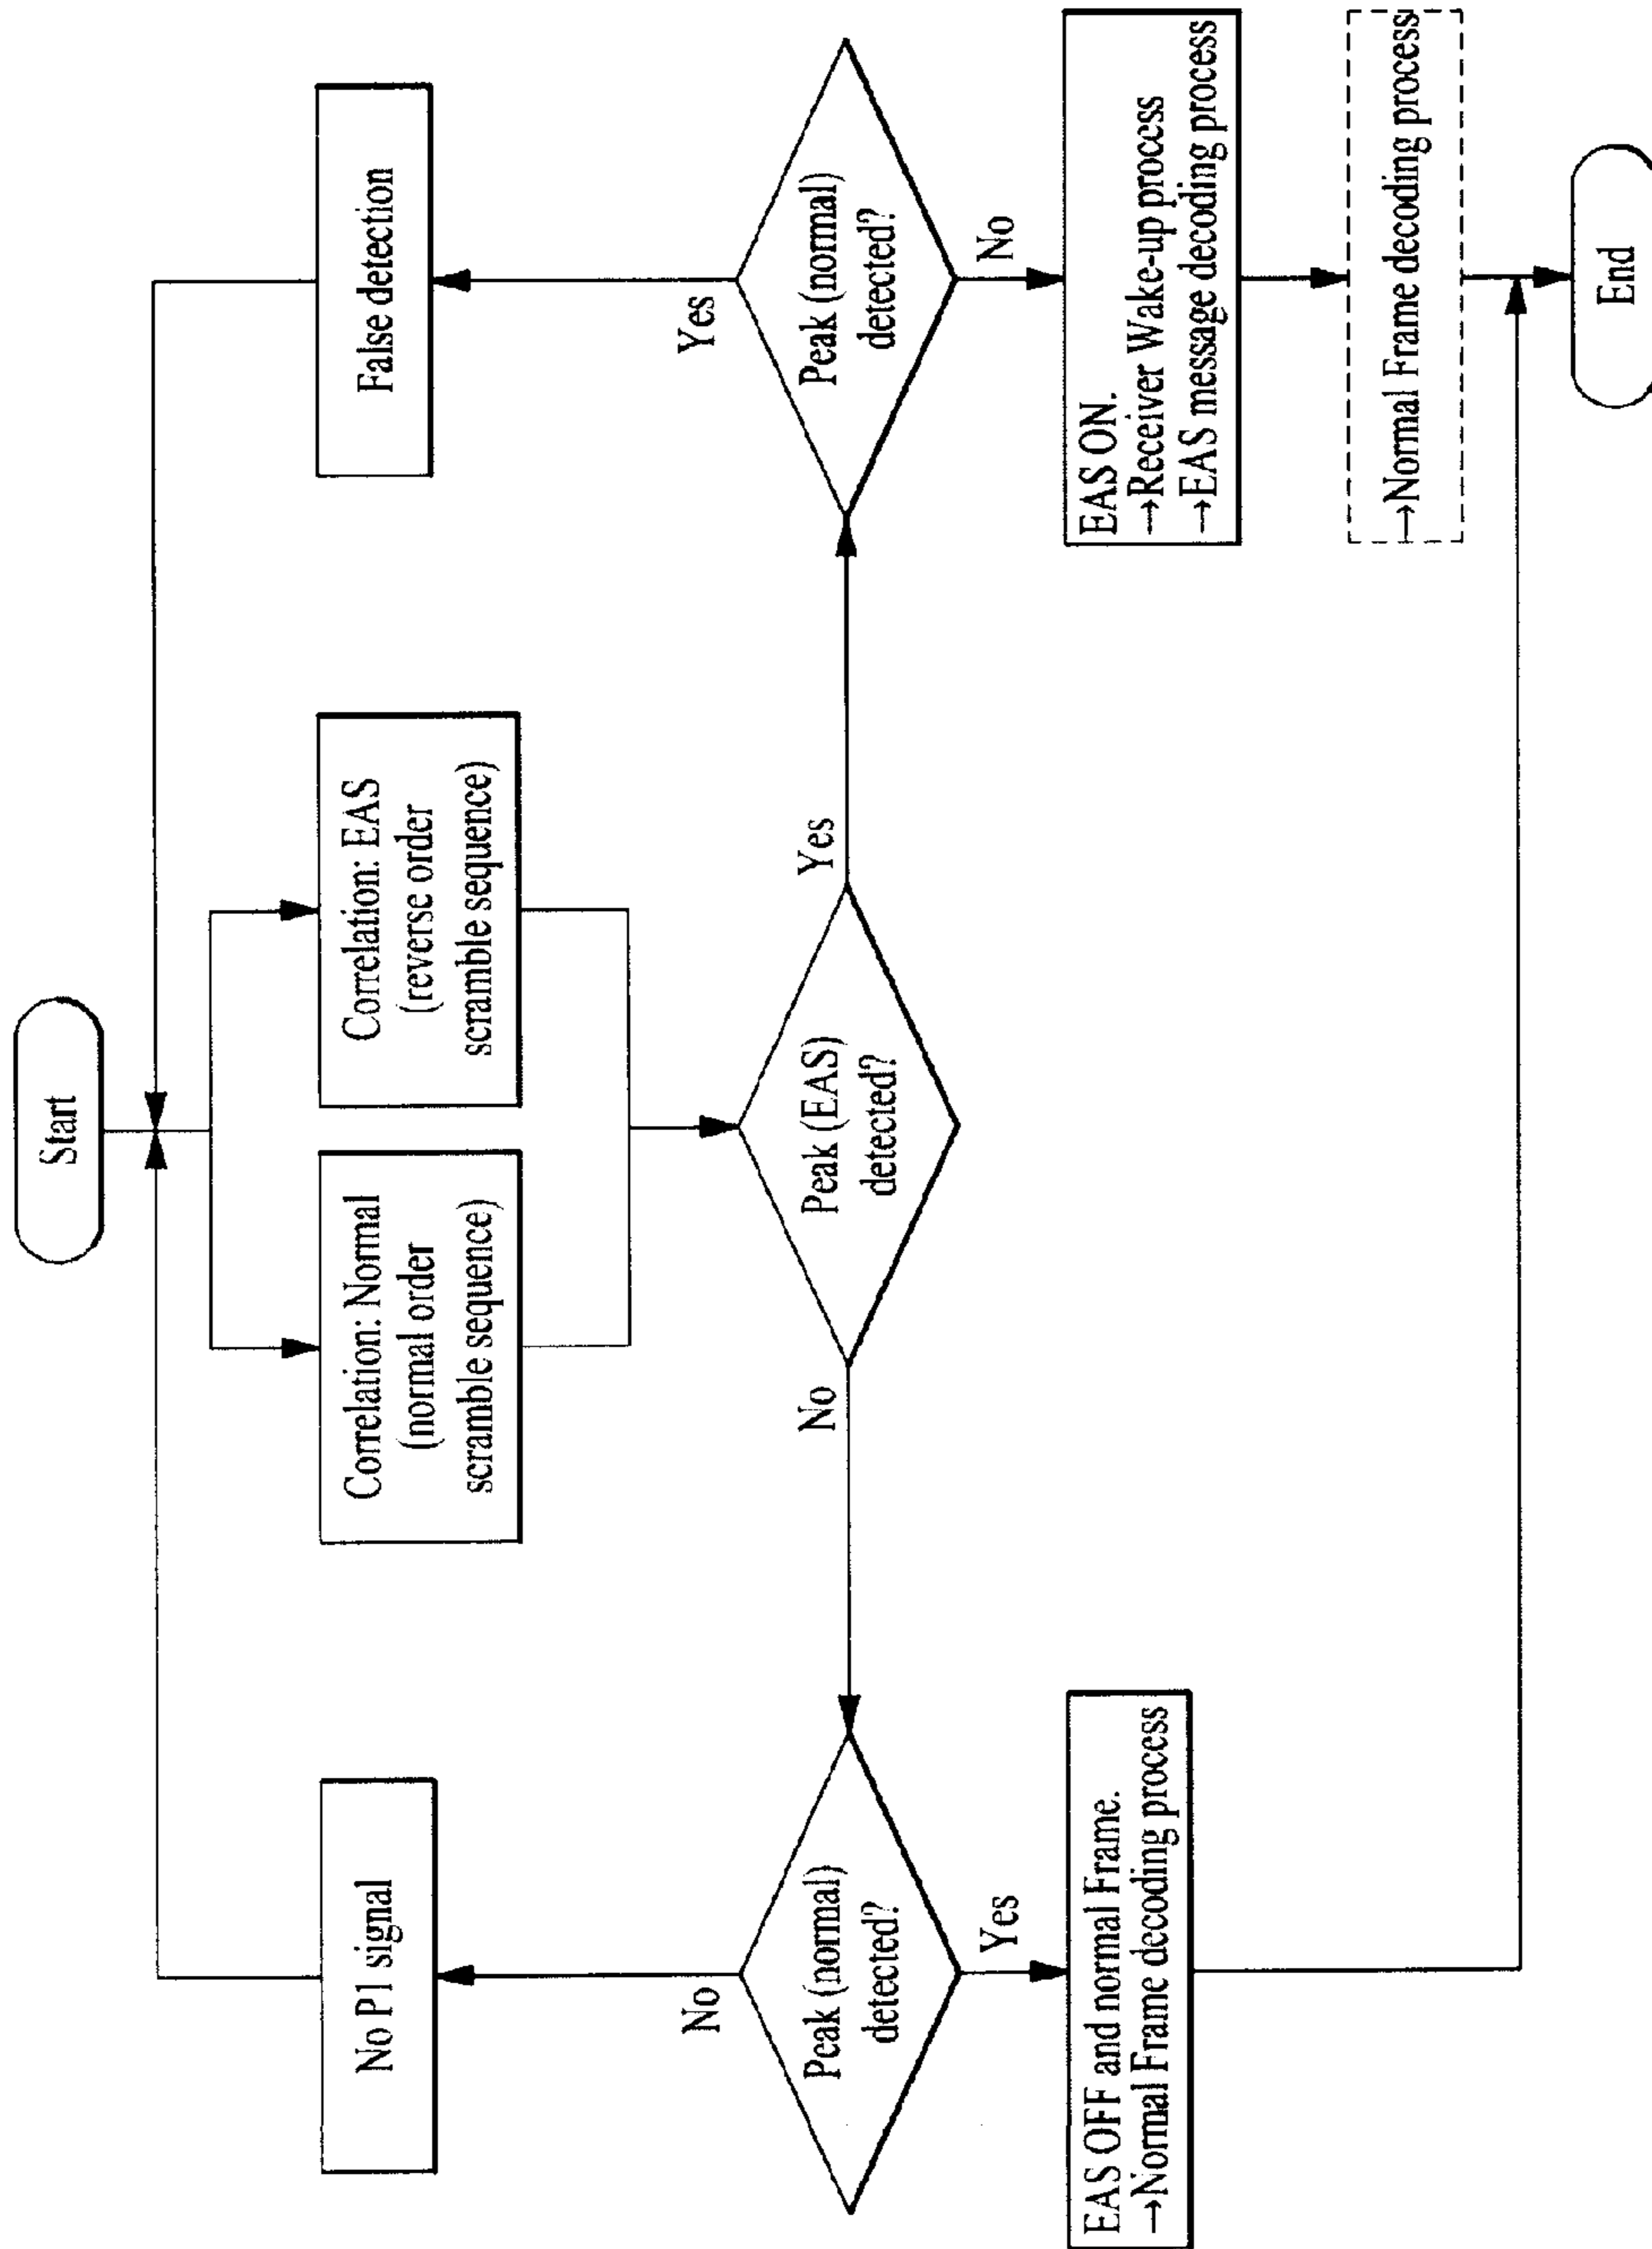 Start
No P1 signal
Correlation: Normal
(normal order
scramble sequence)
Correlation: EAS
(reverse order
scramble sequence)
False detection
No
Peak (normal)
detected?
Yes
No
Peak (EAS)
detected?
Yes
Yes
Peak (normal)
detected?
No
EAS OFF and normal Frame.
→Normal Frame decoding process
EAS ON.
→Receiver Wake-up process
→EAS message decoding process
→Normal Frame decoding process
End